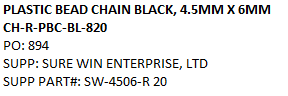 PLASTIC BEAD CHAIN BLACK, 4.5MM X 6MM
CH-R-PBC-BL-820
PO: 894
SUPP: SURE WIN ENTERPRISE, LTD
SUPP PART#: SW-4506-R 20